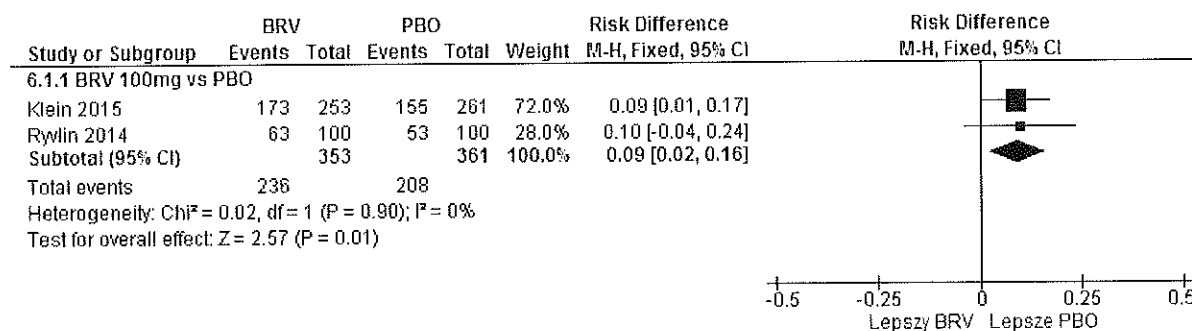 BRV PBO Risk Difference Risk Difference
Study or Subgroup Events Total Events Total Weight M-H, Fixed, 95% CI M-H, Fixed, 95% CI
6.1.1 BRV 100mg vs PBO
Klein 2015 173 253 155 261 72.0% 0.09 [0.01, 0.17]
Ryvlin 2014 63 100 53 100 28.0% 0.10 [-0.04, 0.24]
Subtotal (95% CI) 353 361 100.0% 0.09 [0.02, 0.16]
Total events 236 208
Heterogeneity: Chi² = 0.02, df = 1 (P = 0.90); I² = 0%
Test for overall effect: Z = 2.57 (P = 0.01)
-0.5 -0.25 0 0.25 0.5
Lepszy BRV Lepsze PBO